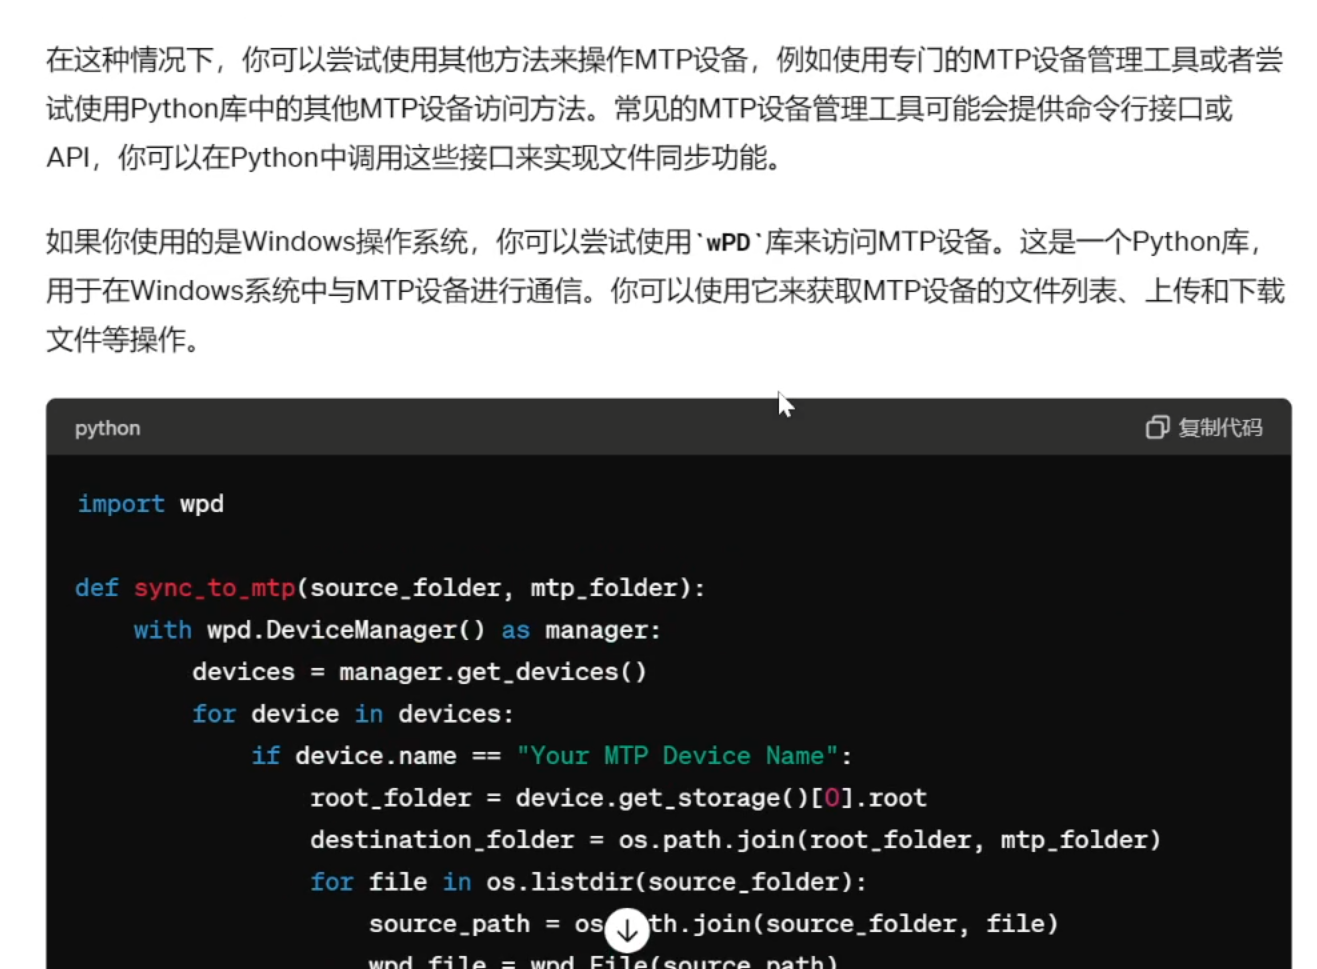 在这种情况下，你可以尝试使用其他方法来操作MTP设备，例如使用专门的MTP设备管理工具或者尝
试使用Python库中的其他MTP设备访问方法。常见的MTP设备管理工具可能会提供命令行接口或
API，你可以在Python中调用这些接口来实现文件同步功能。
如果你使用的是Windows操作系统，你可以尝试使用`wPD`库来访问MTP设备。这是一个Python库，
用于在Windows系统中与MTP设备进行通信。你可以使用它来获取MTP设备的文件列表、上传和下载
文件等操作。
python 复制代码
import wpd
def sync_to_mtp(source_folder, mtp_folder):
    with wpd.DeviceManager() as manager:
        devices = manager.get_devices()
        for device in devices:
            if device.name == "Your MTP Device Name":
                root_folder = device.get_storage()[0].root
                destination_folder = os.path.join(root_folder, mtp_folder)
                for file in os.listdir(source_folder):
                    source_path = os th.join(source_folder, file)
                    wpd_file = wpd.File(source_path)